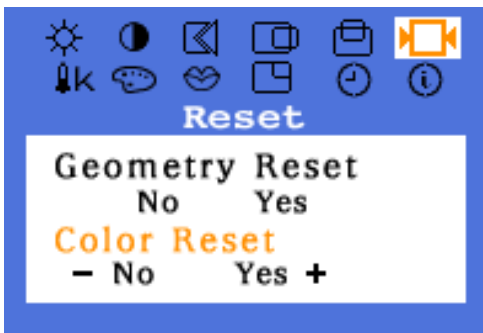 K
Reset
Geometry Reset
No Yes
Color Reset
- No Yes +